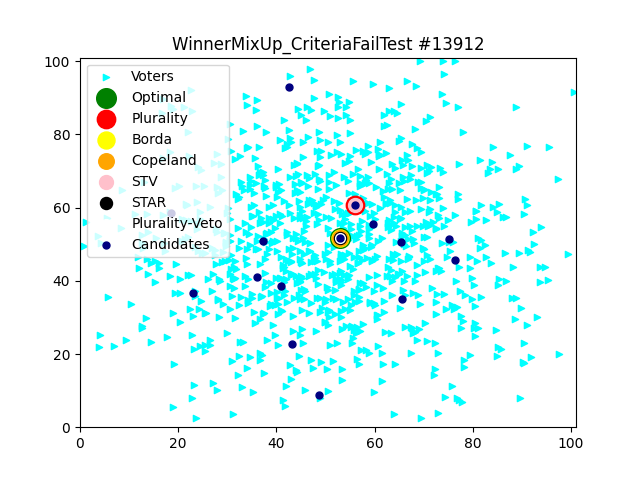 WinnerMixUp_CriteriaFailTest #13912
100
80
60
40
20
0
Voters
Optimal
Plurality
Borda
Copeland
STV
STAR
Plurality-Veto
Candidates
0 20 40 60 80 100